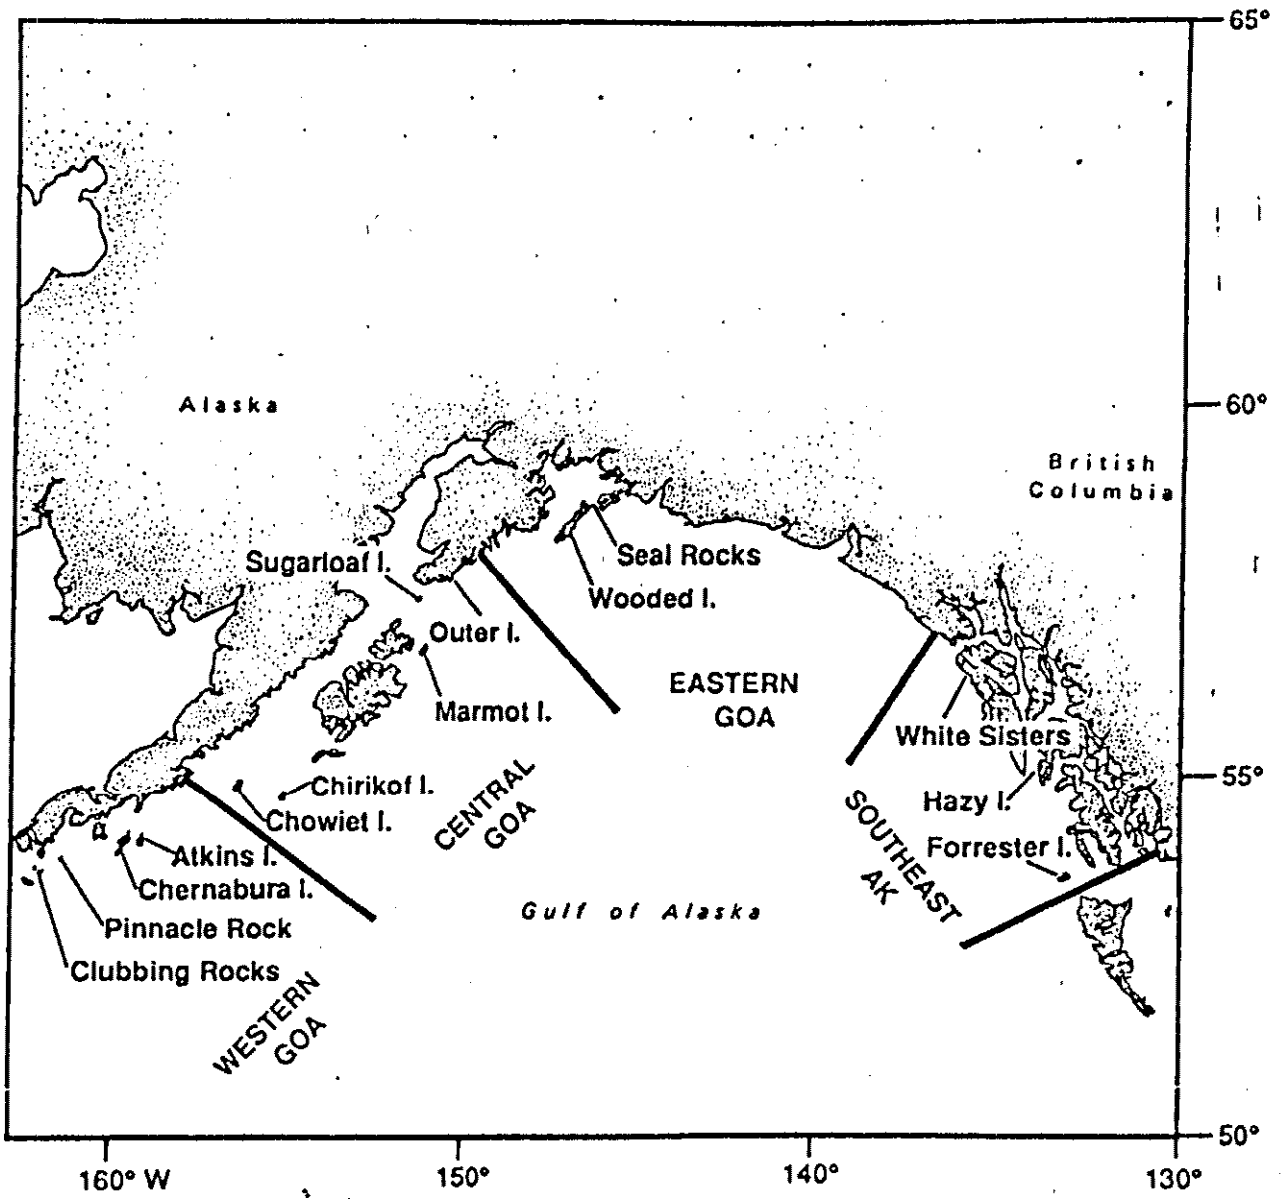 65°
Alaska
60°
British
Columbia
Sugarloaf I.
Seal Rocks
Wooded I.
Outer I.
EASTERN
GOA
Marmot I.
White Sisters
55°
Chirikof I.
CENTRAL
GOA
Chowiet I.
Hazy I.
SOUTHEAST
AK
Forrester I.
Atkins I.
Chernabura I.
Gulf of Alaska
Pinnacle Rock
Clubbing Rocks
WESTERN
GOA
50°
160° W
150°
140°
130°